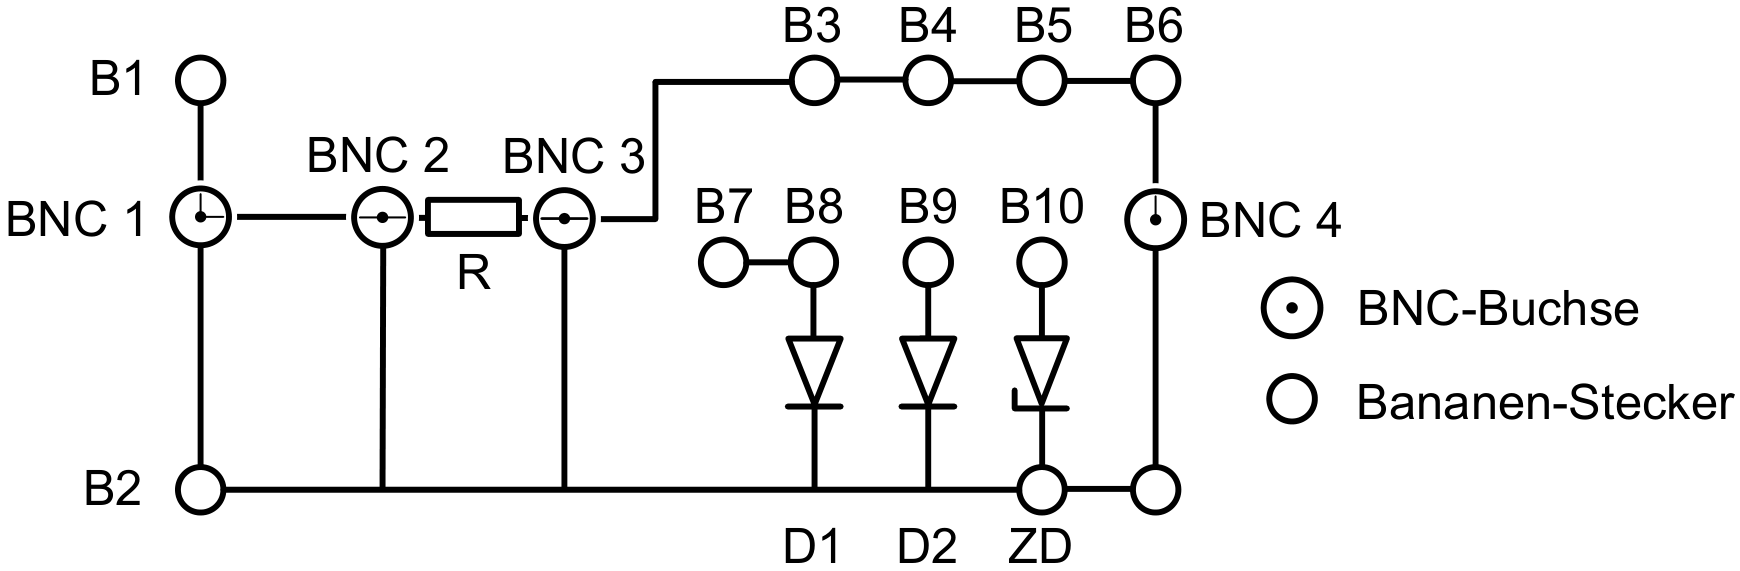 B3 B4 B5 B6
B1
BNC 2 BNC 3
B7 B8 B9 B10
BNC 1
BNC 4
R
BNC-Buchse
Bananen-Stecker
B2
D1 D2 ZD